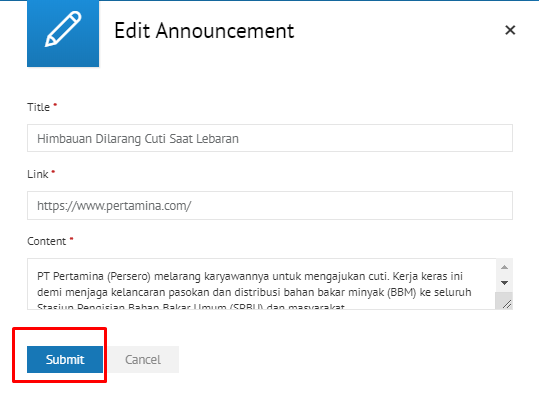 Edit Announcement
Title *
Himbauan Dilarang Cuti Saat Lebaran
Link *
https://www.pertamina.com/
Content *
PT Pertamina (Persero) melarang karyawannya untuk mengajukan cuti. Kerja keras ini
demi menjaga kelancaran pasokan dan distribusi bahan bakar minyak (BBM) ke seluruh
Stasiun Pengisian Bahan Bakar Umum (SPBU) dan masyarakat
Submit
Cancel